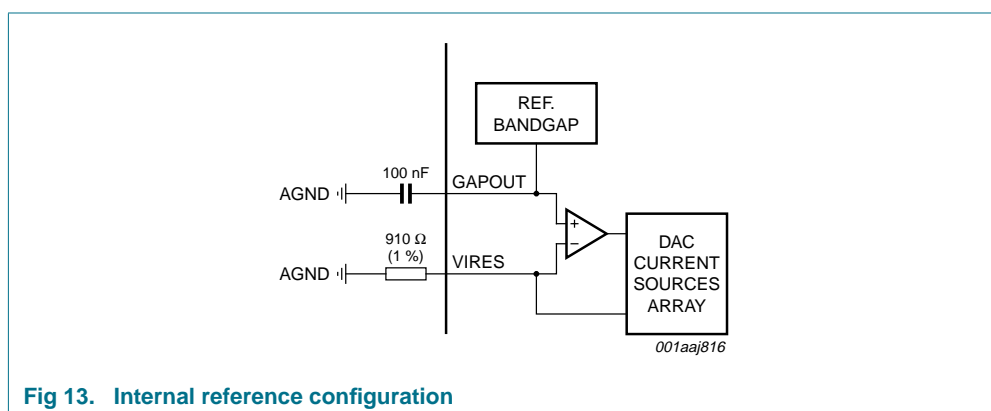 REF.
BANDGAP
100 nF
GAPOUT
AGND
910 Ω
(1 %)
VIRES
AGND
+
−
DAC
CURRENT
SOURCES
ARRAY
001aaj816
Fig 13. Internal reference configuration